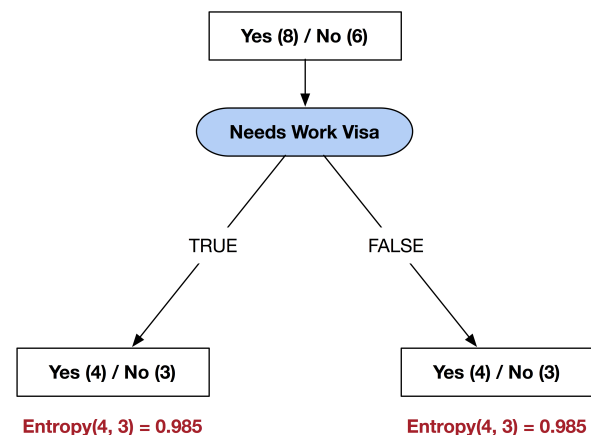 Yes (8) / No (6)
Needs Work Visa
TRUE
FALSE
Yes (4) / No (3)
Yes (4) / No (3)
Entropy(4, 3) = 0.985
Entropy(4, 3) = 0.985